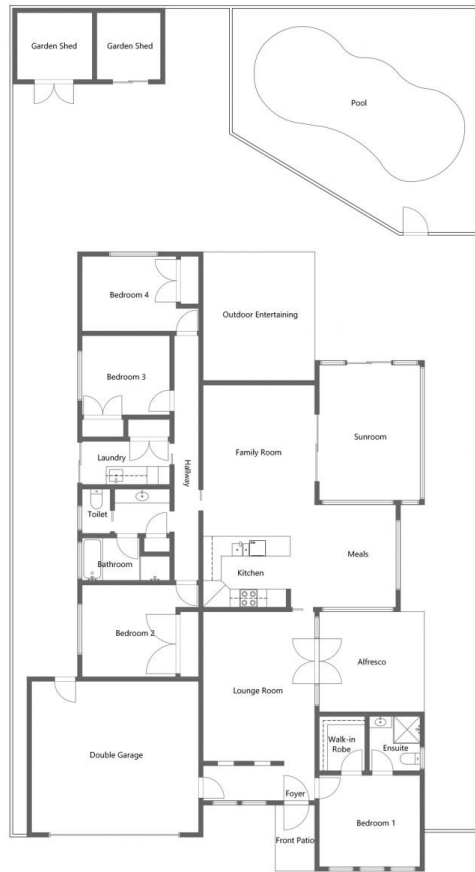 Garden Shed
Garden Shed
Pool
Bedroom 4
Outdoor Entertaining
Bedroom 3
Sunroom
Family Room
Laundry
Hallway
Toilet
Meals
Bathroom
Kitchen
Bedroom 2
Alfresco
Lounge Room
Walk-in
Robe
Ensuite
Double Garage
Foyer
Bedroom 1
Front Patio